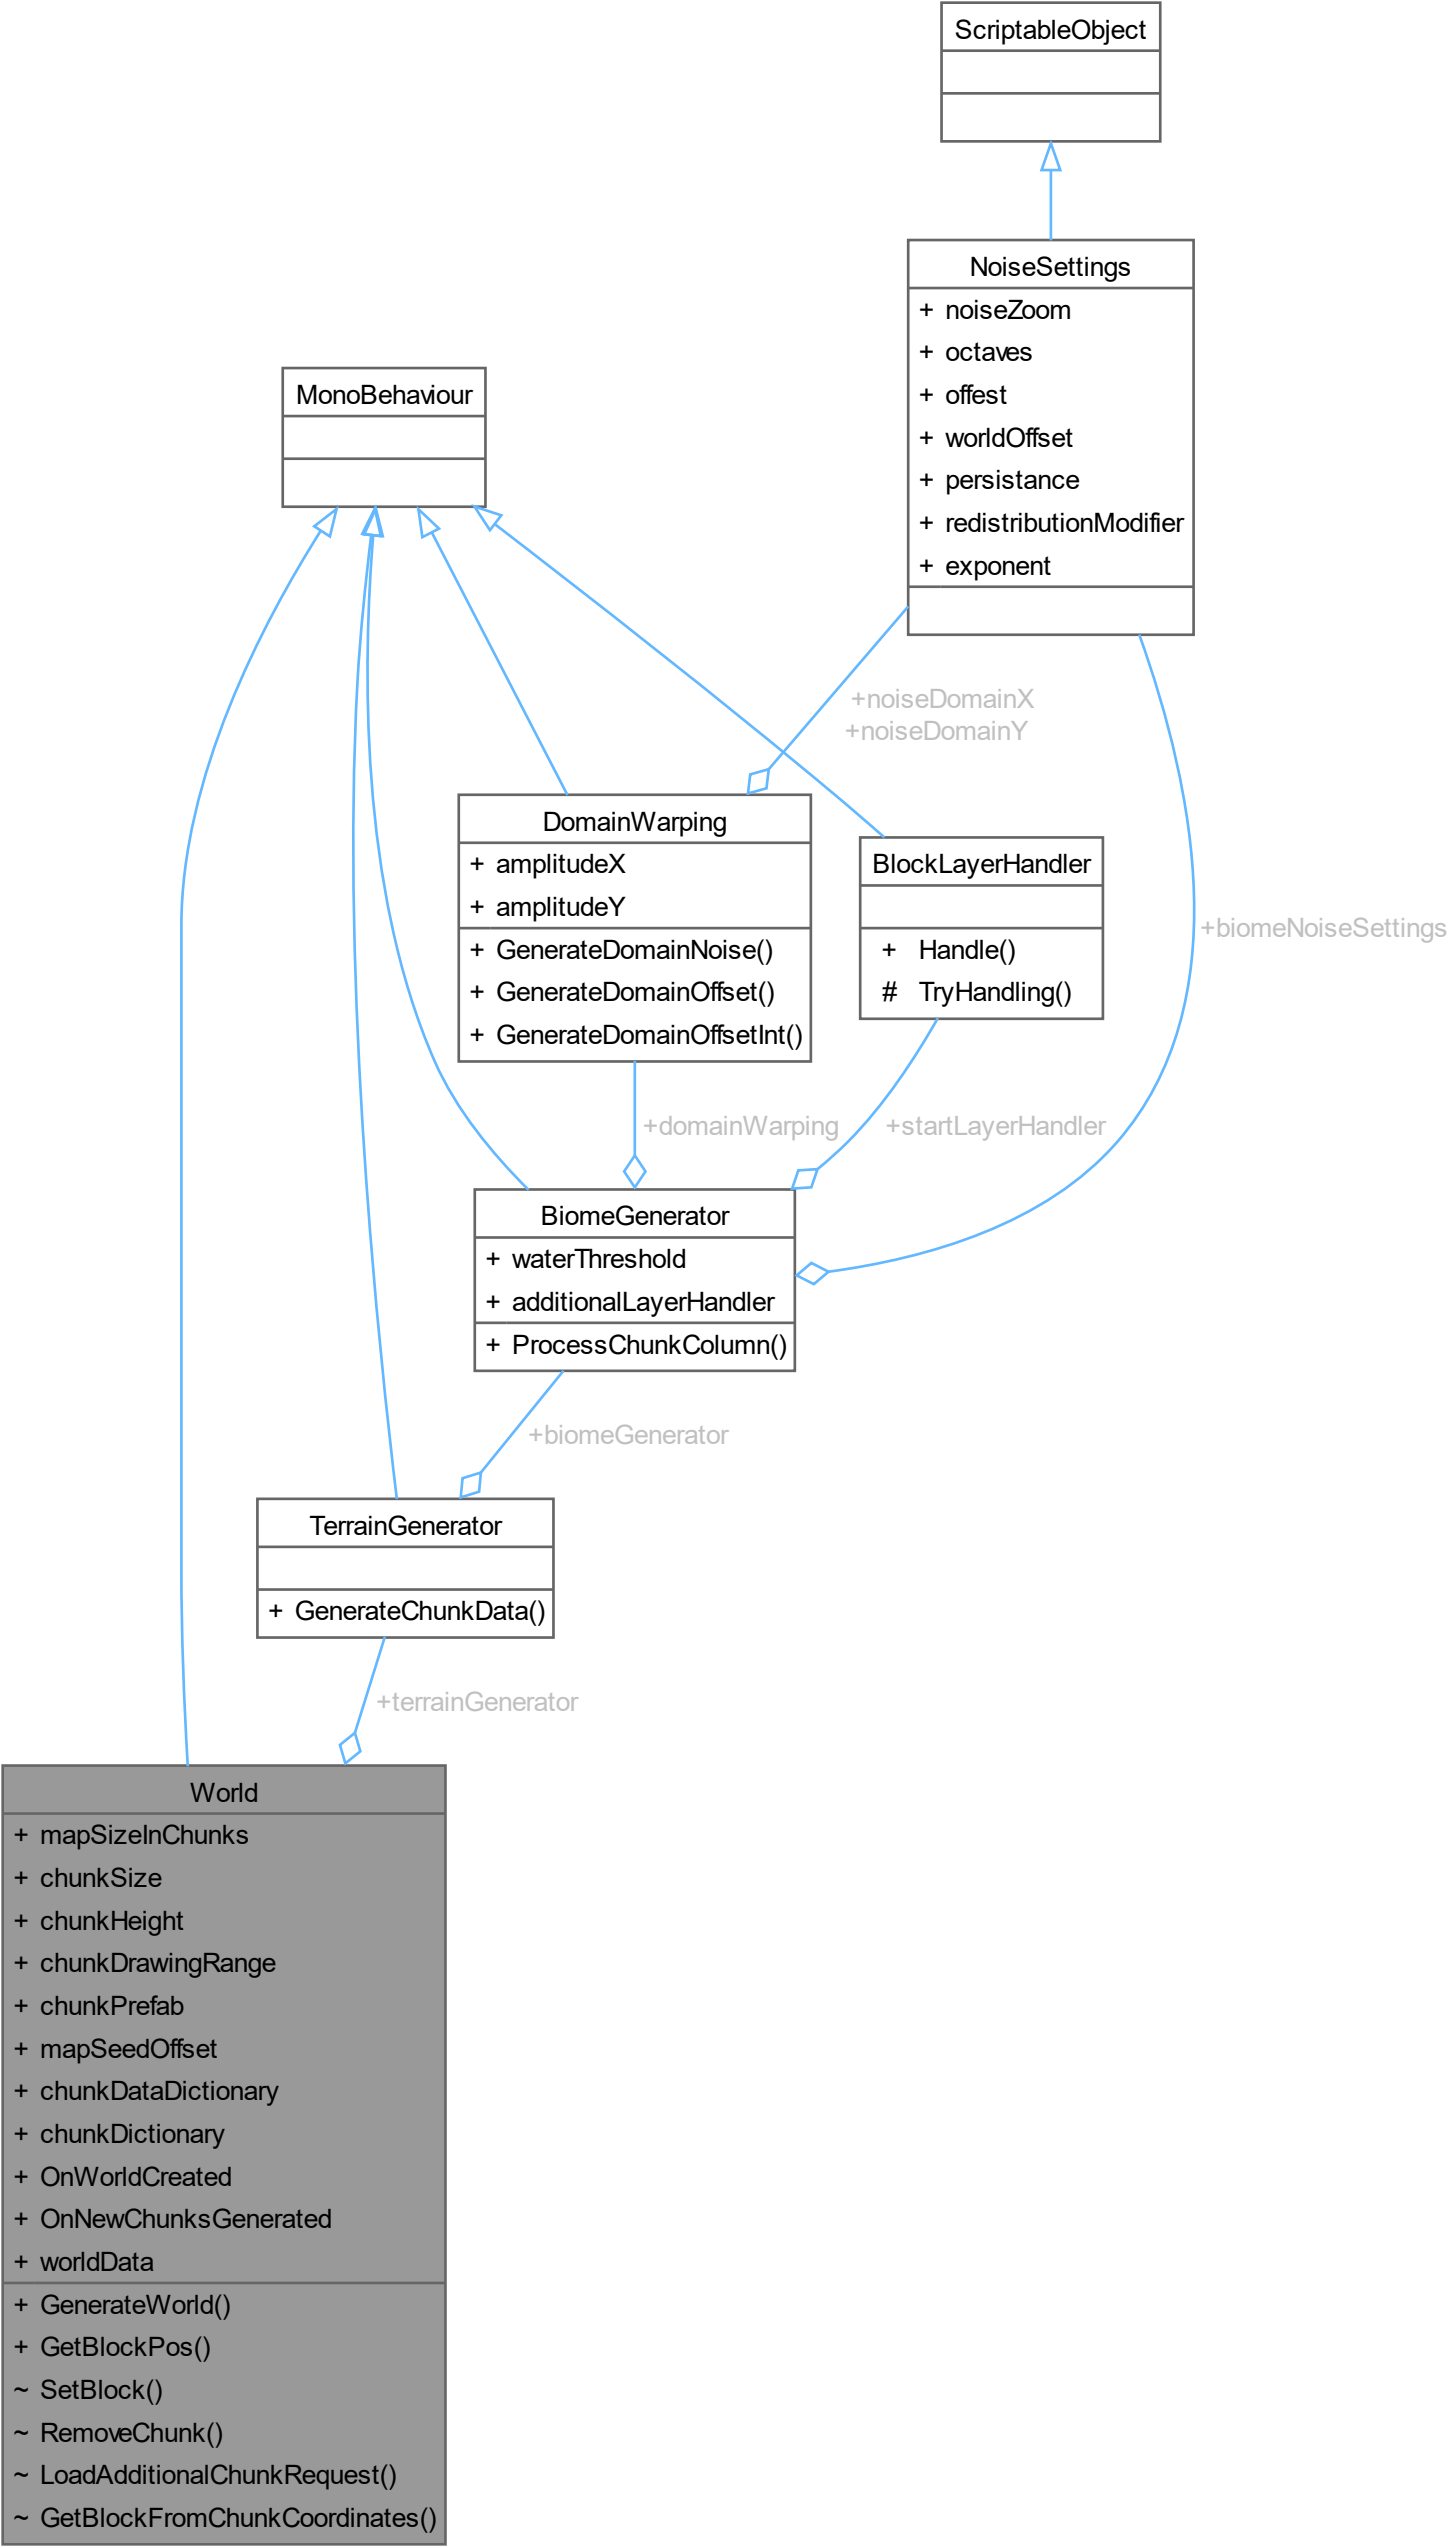 ScriptableObject
NoiseSettings
+ noiseZoom
+ octaves
+ offest
+ worldOffset
+ persistance
+ redistributionModifier
+ exponent
MonoBehaviour
+noiseDomainX
+noiseDomainY
DomainWarping
+ amplitudeX
+ amplitudeY
+ GenerateDomainNoise()
+ GenerateDomainOffset()
+ GenerateDomainOffsetInt()
BlockLayerHandler
+ Handle()
# TryHandling()
+biomeNoiseSettings
+domainWarping
+startLayerHandler
BiomeGenerator
+ waterThreshold
+ additionalLayerHandler
+ ProcessChunkColumn()
+biomeGenerator
TerrainGenerator
+ GenerateChunkData()
+terrainGenerator
World
+ mapSizeInChunks
+ chunkSize
+ chunkHeight
+ chunkDrawingRange
+ chunkPrefab
+ mapSeedOffset
+ chunkDataDictionary
+ chunkDictionary
+ OnWorldCreated
+ OnNewChunksGenerated
+ worldData
+ GenerateWorld()
+ GetBlockPos()
~ SetBlock()
~ RemoveChunk()
~ LoadAdditionalChunkRequest()
~ GetBlockFromChunkCoordinates()